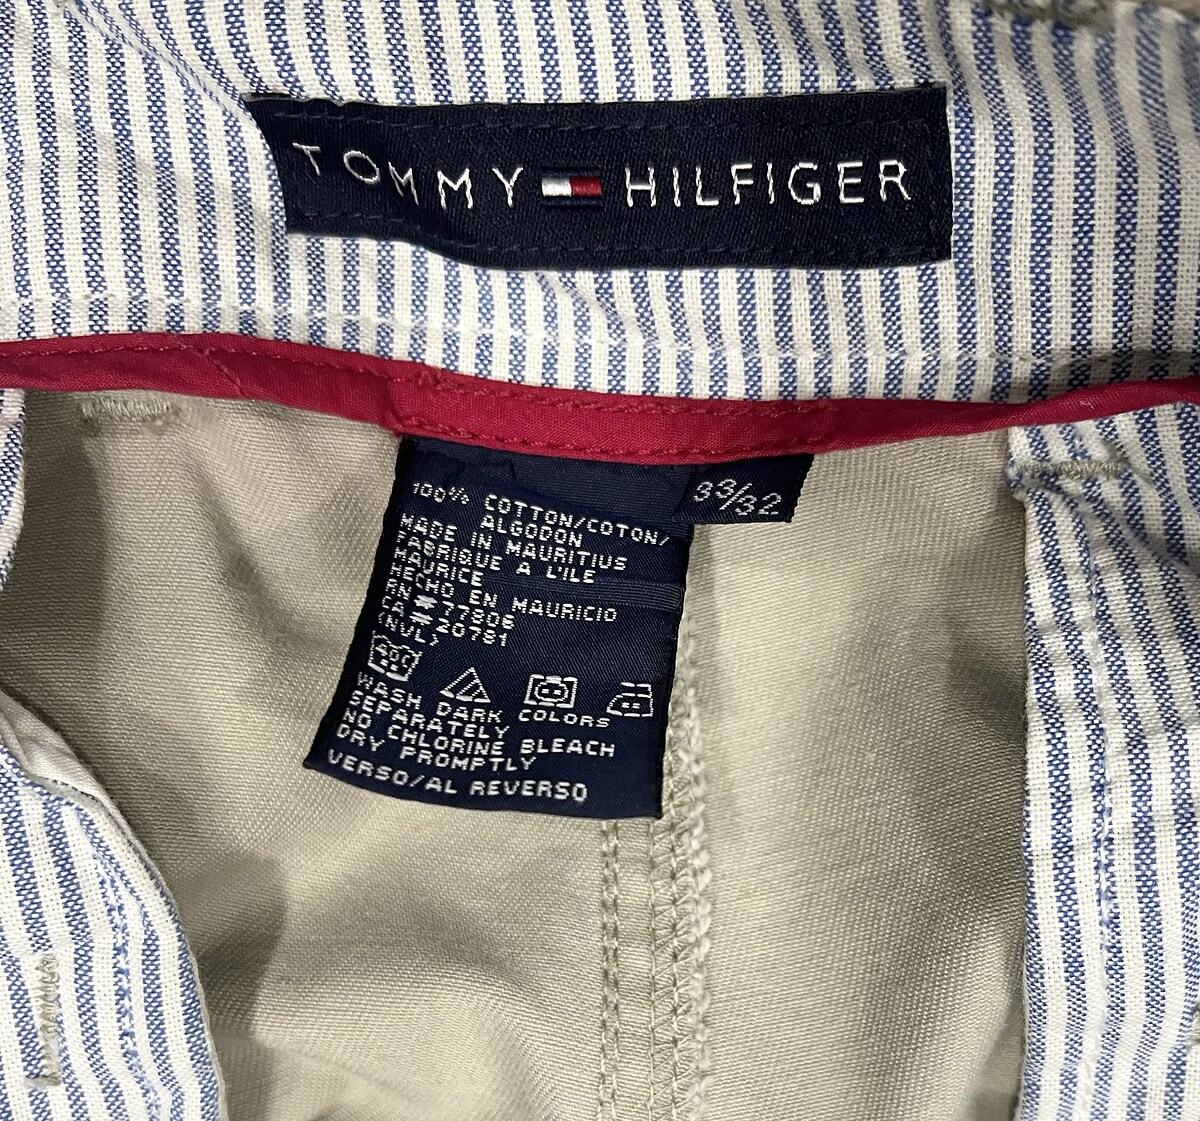 TOMMY HILFIGER
33/32
100% COTTON/COTON/
ALGODON
MADE IN MAURITIUS
FABRIQUE A L'ILE
MAURICE
HECHO EN MAURICIO
RN# 77806
CA# 20781
(NVL)
WASH DARK COLORS
SEPARATELY
NO CHLORINE BLEACH
DRY PROMPTLY
VERSO/AL REVERSO